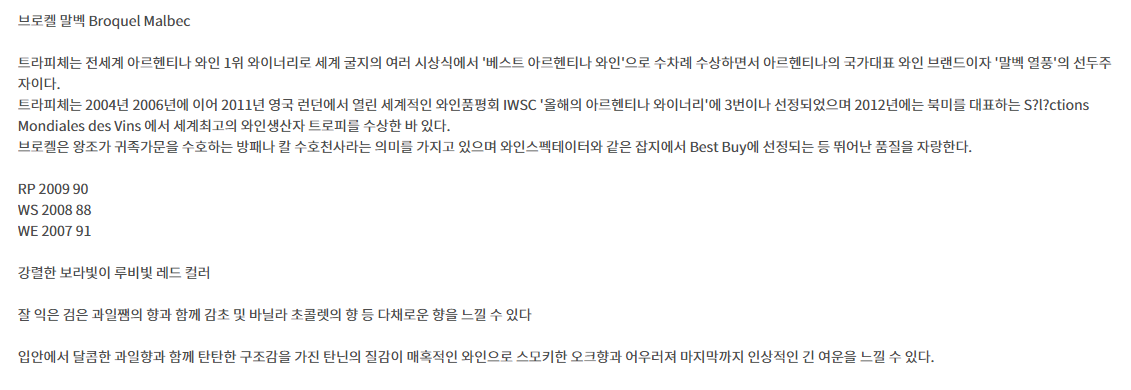 브로켈 말벡 Broquel Malbec
트라피체는 전세계 아르헨티나 와인 1위 와이너리로 세계 굴지의 여러 시상식에서 '베스트 아르헨티나 와인'으로 수차례 수상하면서 아르헨티나의 국가대표 와인 브랜드이자 '말벡 열풍'의 선두주
자이다.
트라피체는 2004년 2006년에 이어 2011년 영국 런던에서 열린 세계적인 와인품평회 IWSC '올해의 아르헨티나 와이너리'에 3번이나 선정되었으며 2012년에는 북미를 대표하는 S?l?ctions
Mondiales des Vins 에서 세계최고의 와인생산자 트로피를 수상한 바 있다.
브로켈은 왕조가 귀족가문을 수호하는 방패나 칼 수호천사라는 의미를 가지고 있으며 와인스펙테이터와 같은 잡지에서 Best Buy에 선정되는 등 뛰어난 품질을 자랑한다.
RP 2009 90
WS 2008 88
WE 2007 91
강렬한 보라빛이 루비빛 레드 컬러
잘 익은 검은 과일쨈의 향과 함께 감초 및 바닐라 초콜렛의 향 등 다채로운 향을 느낄 수 있다
입안에서 달콤한 과일향과 함께 탄탄한 구조감을 가진 탄닌의 질감이 매혹적인 와인으로 스모키한 오크향과 어우러져 마지막까지 인상적인 긴 여운을 느낄 수 있다.